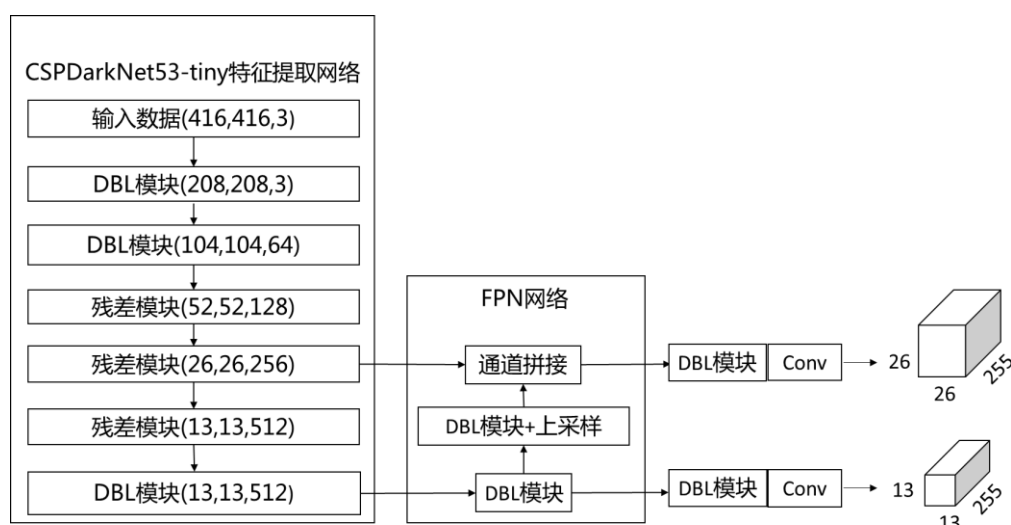 CSPDarkNet53-tiny特征提取网络
输入数据(416,416,3)
DBL模块(208,208,3)
DBL模块(104,104,64)
残差模块(52,52,128)
残差模块(26,26,256)
残差模块(13,13,512)
DBL模块(13,13,512)
FPN网络
通道拼接
DBL模块+上采样
DBL模块
DBL模块 Conv
26
26
255
DBL模块 Conv
13
13
255